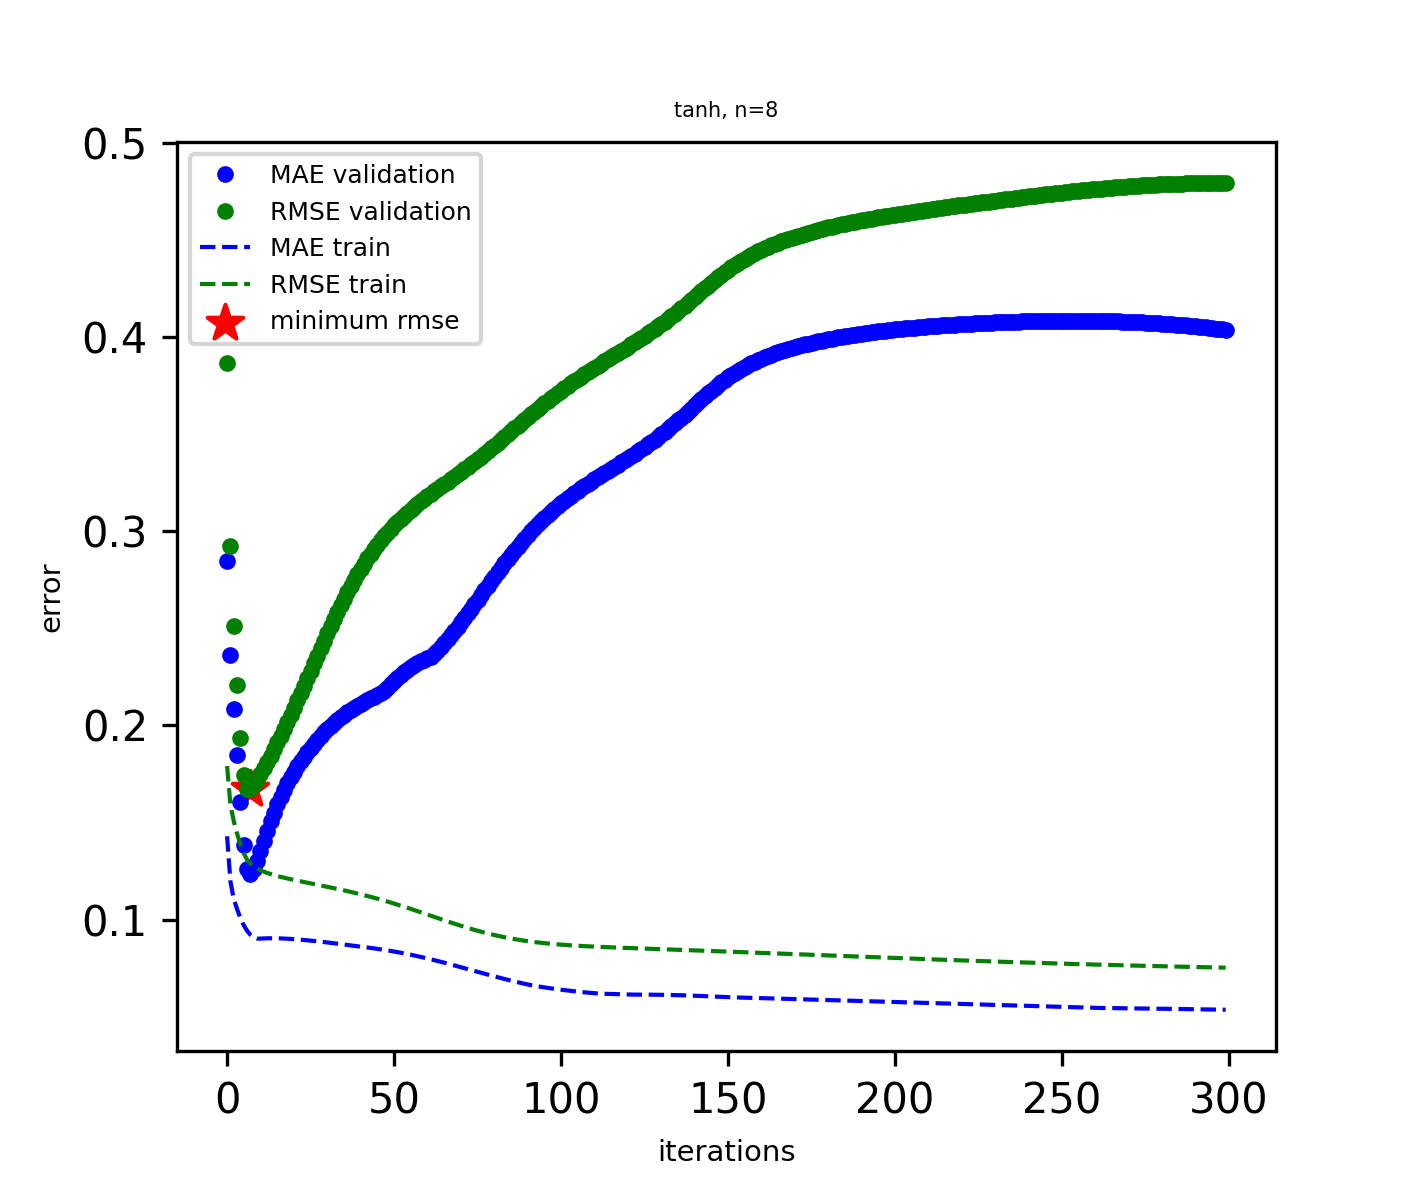 tanh, n=8
0.5
0.4
0.3
0.2
0.1
error
MAE validation
RMSE validation
MAE train
RMSE train
minimum rmse
0 50 100 150 200 250 300
iterations